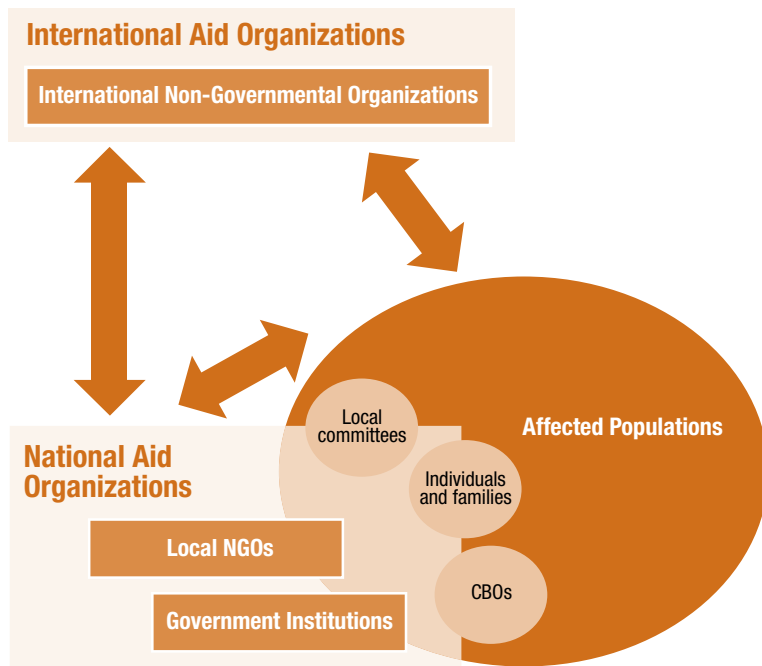 International Aid Organizations
International Non-Governmental Organizations
Local
committees
Affected Populations
National Aid
Organizations
Individuals
and families
Local NGOs
CBOs
Government Institutions